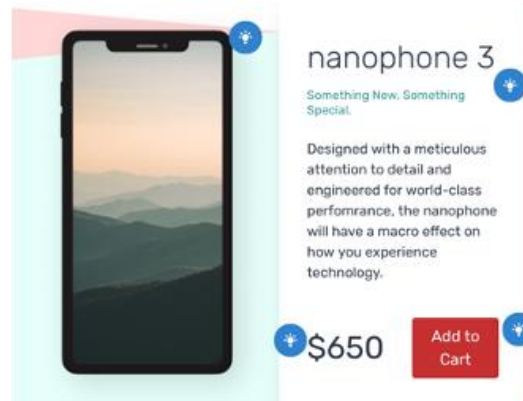 nanophone 3
Something New. Something
Special.
Designed with a meticulous
attention to detail and
engineered for world-class
perfomrance, the nanophone
will have a macro effect on
how you experience
technology.
$650
Add to
Cart